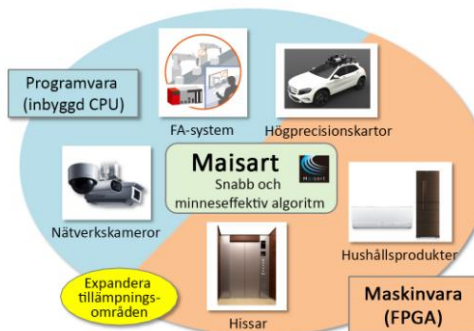 Programvara
(inbyggd CPU)
FA-system
Högprecisionskartor
Maisart
Snabb och
minneseffektiv algoritm
Maisart
Nätverkskameror
Hushållsprodukter
Expandera
tillämpnings-
områden
Hissar
Maskinvara
(FPGA)